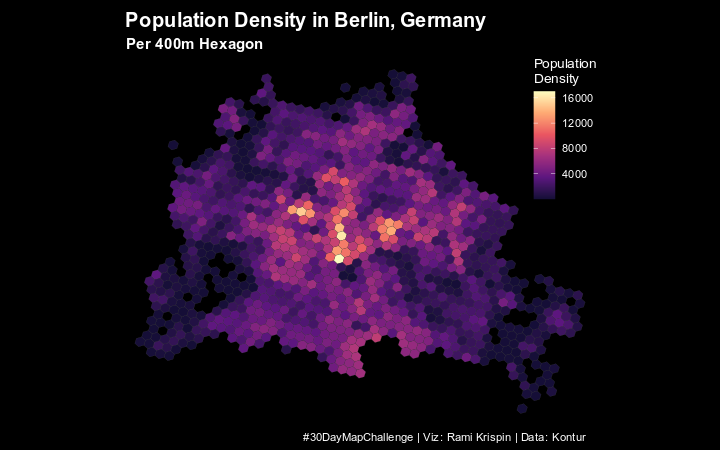 Population Density in Berlin, Germany
Per 400m Hexagon
Population
Density
16000
12000
8000
4000
#30DayMapChallenge | Viz: Rami Krispin | Data: Kontur